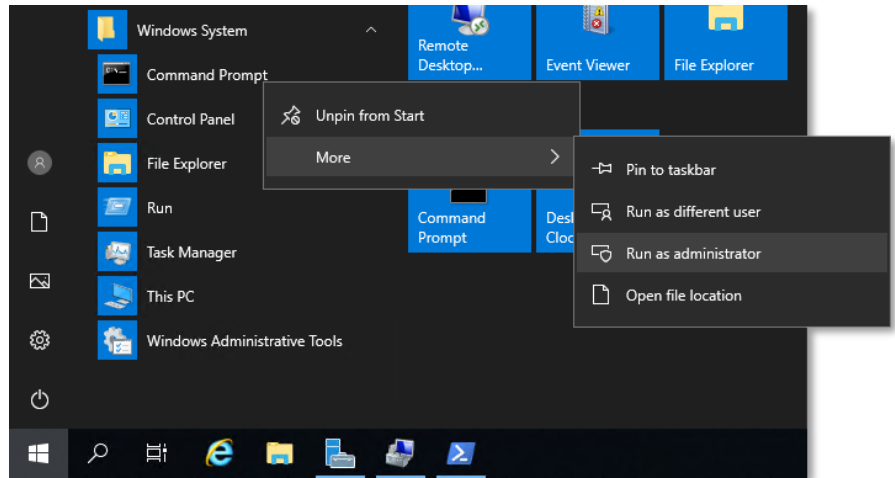 Windows System
Command Prompt
Control Panel
File Explorer
Run
Task Manager
This PC
Windows Administrative Tools
Remote
Desktop...
Event Viewer
File Explorer
Unpin from Start
More
Command
Prompt
Pin to taskbar
Run as different user
Run as administrator
Open file location